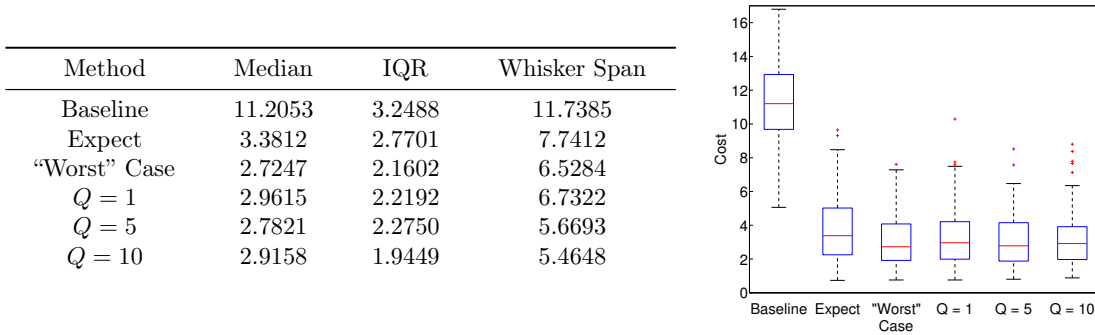 Method Median IQR Whisker Span
Baseline 11.2053 3.2488 11.7385
Expect 3.3812 2.7701 7.7412
“Worst” Case 2.7247 2.1602 6.5284
Q = 1 2.9615 2.2192 6.7322
Q = 5 2.7821 2.2750 5.6693
Q = 10 2.9158 1.9449 5.4648
Cost
16
14
12
10
8
6
4
2
0
Baseline Expect "Worst" Q = 1 Q = 5 Q = 10
Case